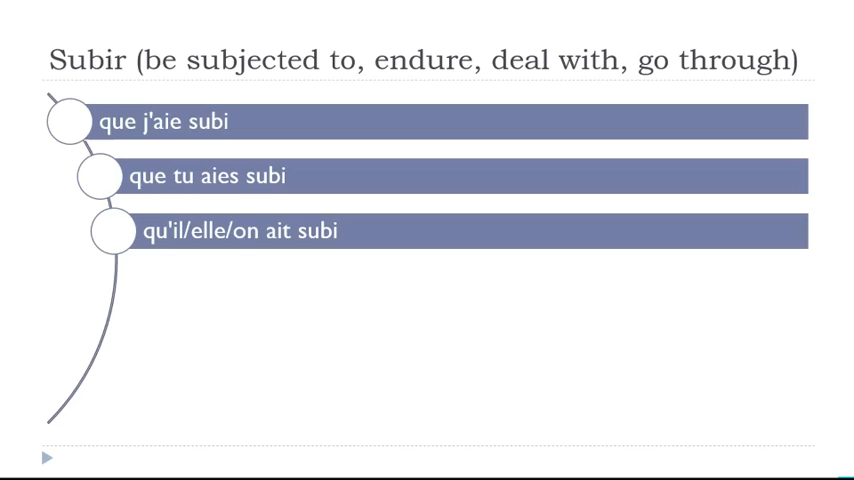 Subir (be subjected to, endure, deal with, go through)
que j'aie subi
que tu aies subi
qu'il/elle/on ait subi